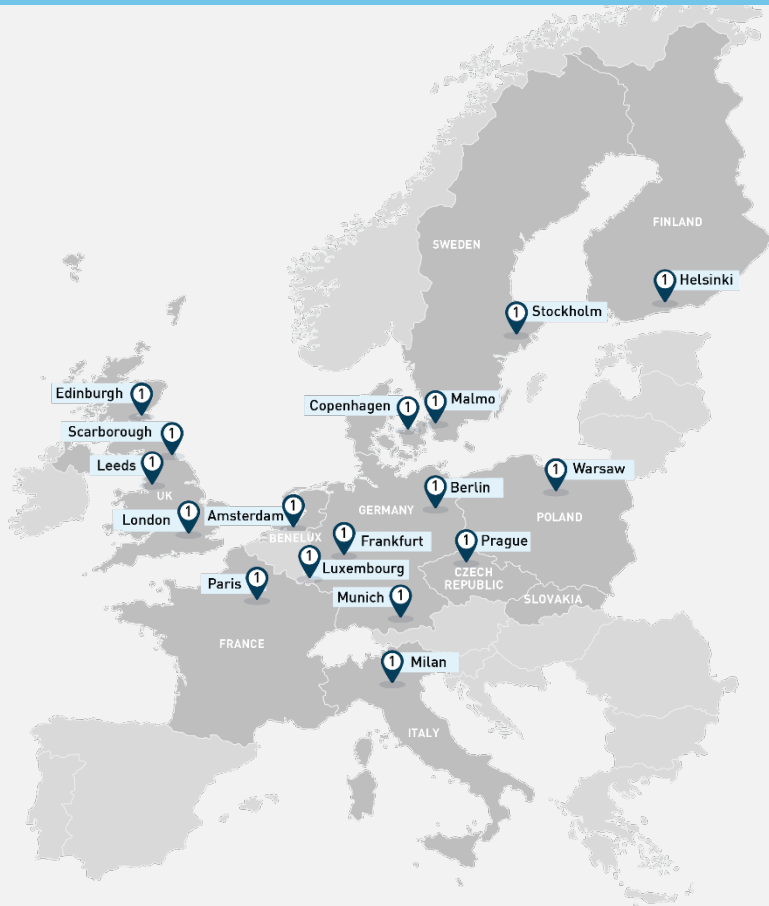 FINLAND
SWEDEN
1 Helsinki
1 Stockholm
Edinburgh 1
Copenhagen 1
1 Malmo
Scarborough 1
Leeds 1
1 Warsaw
UK
1 Berlin
London 1
Amsterdam 1
GERMANY
POLAND
BENELUX
1 Frankfurt
1 Prague
1 Luxembourg
CZECH
REPUBLIC
Paris 1
Munich 1
SLOVAKIA
FRANCE
1 Milan
ITALY